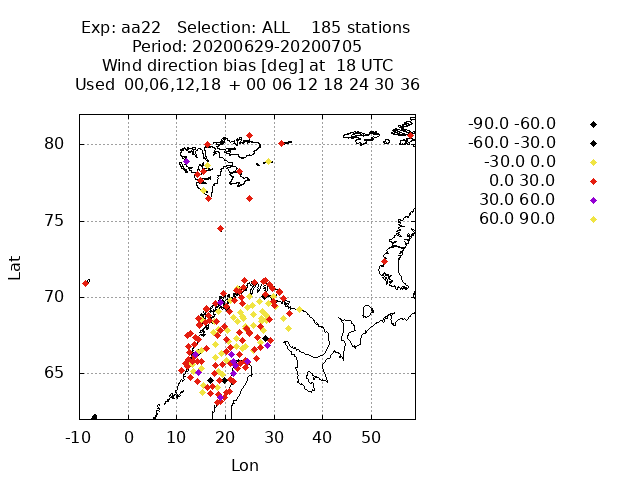 Exp: aa22 Selection: ALL 185 stations
Period: 20200629-20200705
Wind direction bias [deg] at 18 UTC
Used 00,06,12,18 + 00 06 12 18 24 30 36
-90.0 -60.0
-60.0 -30.0
-30.0 0.0
0.0 30.0
30.0 60.0
60.0 90.0
80
75
70
65
Lat
-10 0 10 20 30 40 50
Lon